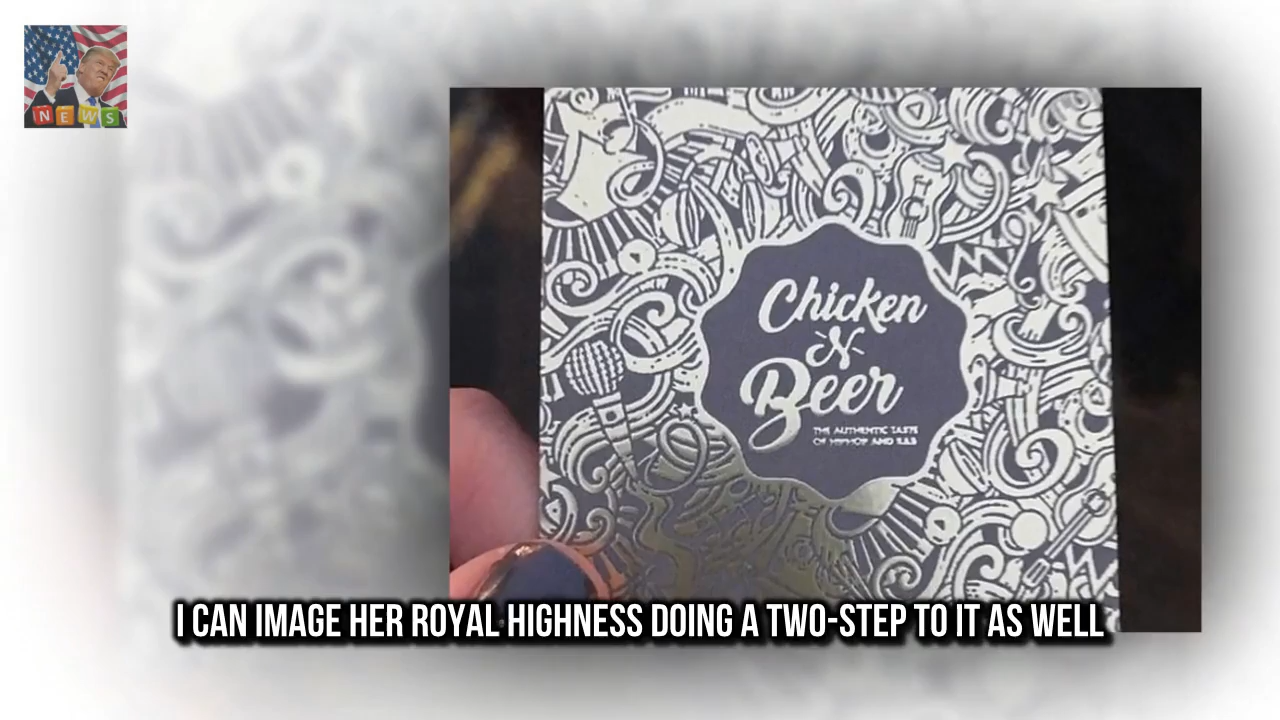 NEWS
Chicken
N
Beer
THE AUTHENTIC TASTE
OF HIPHOP AND R&B
I CAN IMAGE HER ROYAL HIGHNESS DOING A TWO-STEP TO IT AS WELL